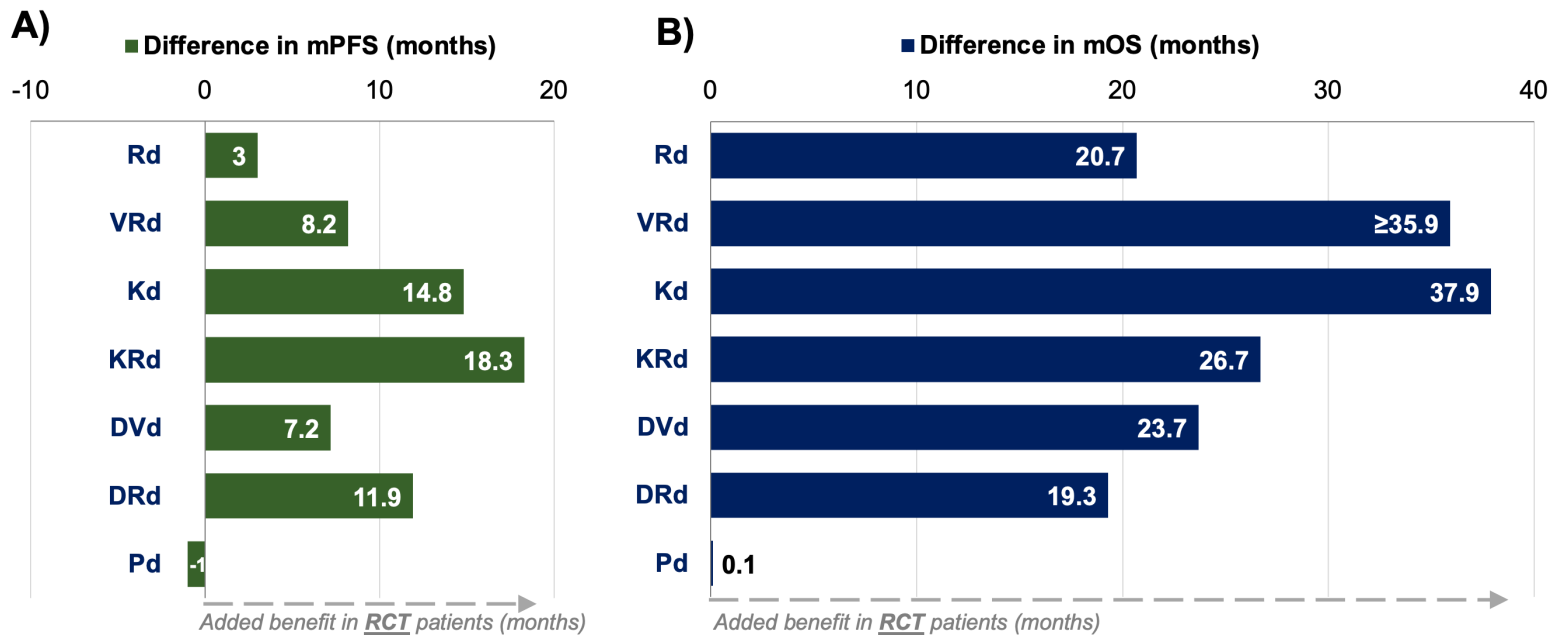 A)
Difference in mPFS (months)
-10 0 10 20
Rd 3
VRd 8.2
Kd 14.8
KRd 18.3
DVd 7.2
DRd 11.9
Pd -1
Added benefit in RCT patients (months)
B)
Difference in mOS (months)
0 10 20 30 40
Rd 20.7
VRd ≥35.9
Kd 37.9
KRd 26.7
DVd 23.7
DRd 19.3
Pd 0.1
Added benefit in RCT patients (months)